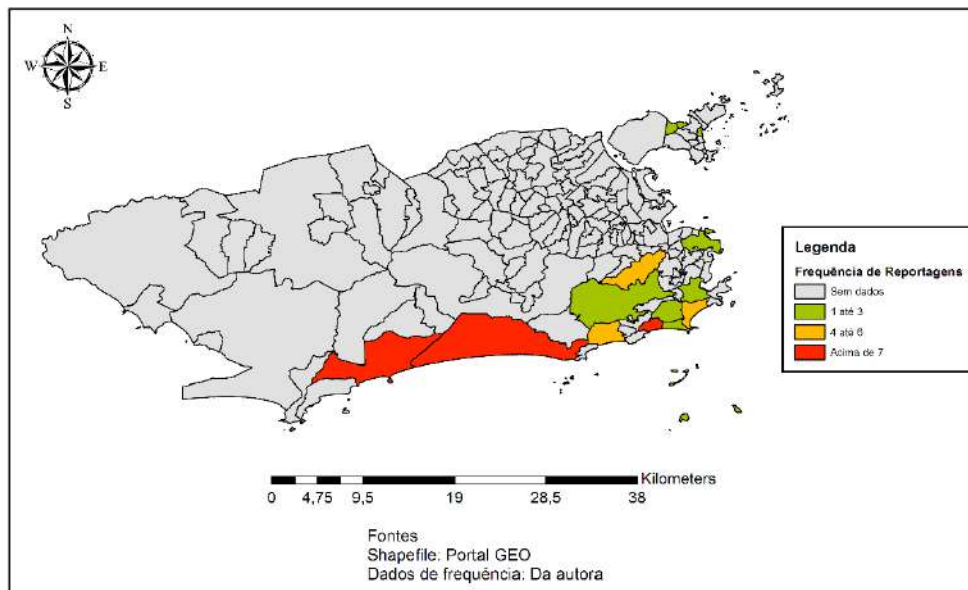 N
W E
S
Legenda
Frequência de Reportagens
Sem dados
1 até 3
4 até 6
Acima de 7
Kilometers
0 4,75 9,5 19 28,5 38
Fontes
Shapefile: Portal GEO
Dados de frequência: Da autora